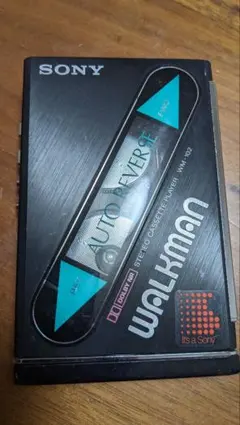 SONY
AUTO REVERSE
STEREO CASSETTE PLAYER WM-102
DOLBY NR
WALKMAN
It's a Sony